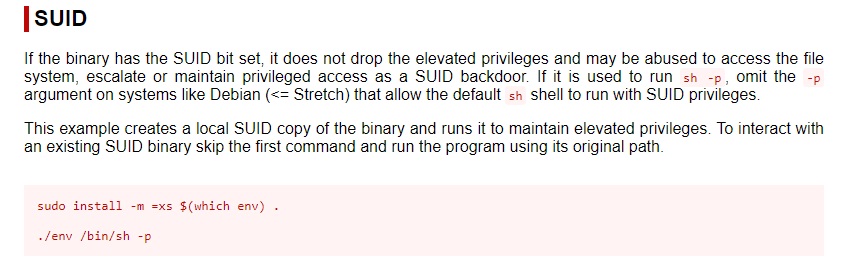 SUID
If the binary has the SUID bit set, it does not drop the elevated privileges and may be abused to access the file
system, escalate or maintain privileged access as a SUID backdoor. If it is used to run sh -p, omit the -p
argument on systems like Debian (<= Stretch) that allow the default sh shell to run with SUID privileges.
This example creates a local SUID copy of the binary and runs it to maintain elevated privileges. To interact with
an existing SUID binary skip the first command and run the program using its original path.
sudo install -m =xs $(which env) .
./env /bin/sh -p